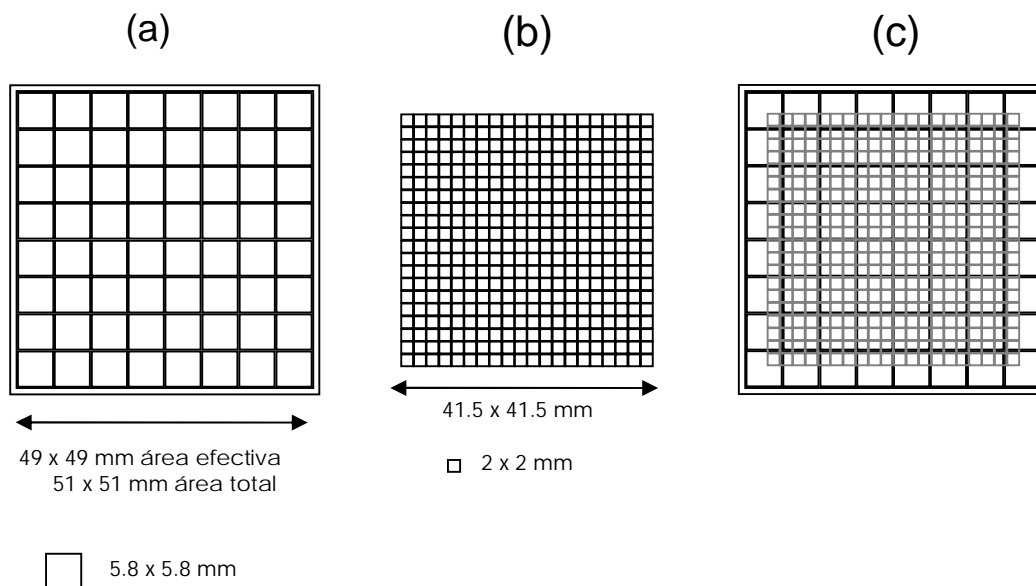 (a)
(b)
(c)
49 x 49 mm área efectiva
51 x 51 mm área total
5.8 x 5.8 mm
41.5 x 41.5 mm
2 x 2 mm